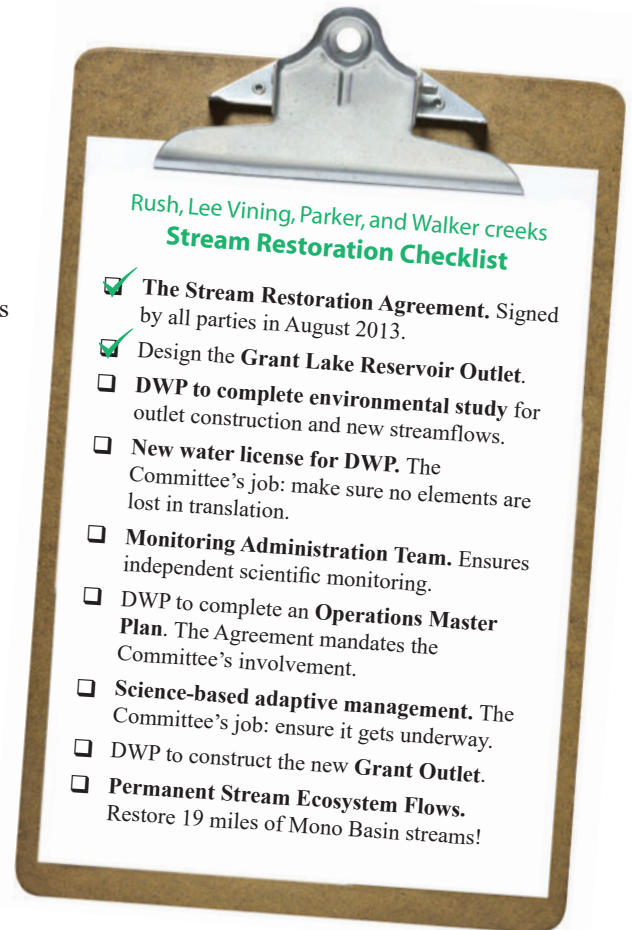 s
Rush, Lee Vining, Parker, and Walker creeks
Stream Restoration Checklist
The Stream Restoration Agreement. Signed
by all parties in August 2013.
Design the Grant Lake Reservoir Outlet.
DWP to complete environmental study for
outlet construction and new streamflows.
New water license for DWP. The
Committee's job: make sure no elements are
lost in translation.
Monitoring Administration Team. Ensures
independent scientific monitoring.
DWP to complete an Operations Master
Plan. The Agreement mandates the
Committee's involvement.
Science-based adaptive management. The
Committee's job: ensure it gets underway.
DWP to construct the new Grant Outlet.
Permanent Stream Ecosystem Flows.
Restore 19 miles of Mono Basin streams!